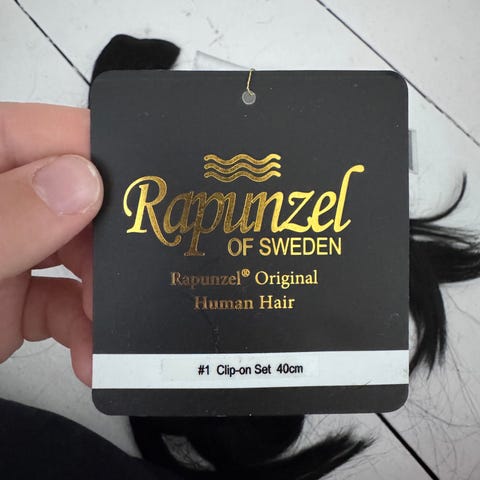 Rapunzel
OF SWEDEN
Rapunzel® Original
Human Hair
#1 Clip-on Set 40cm